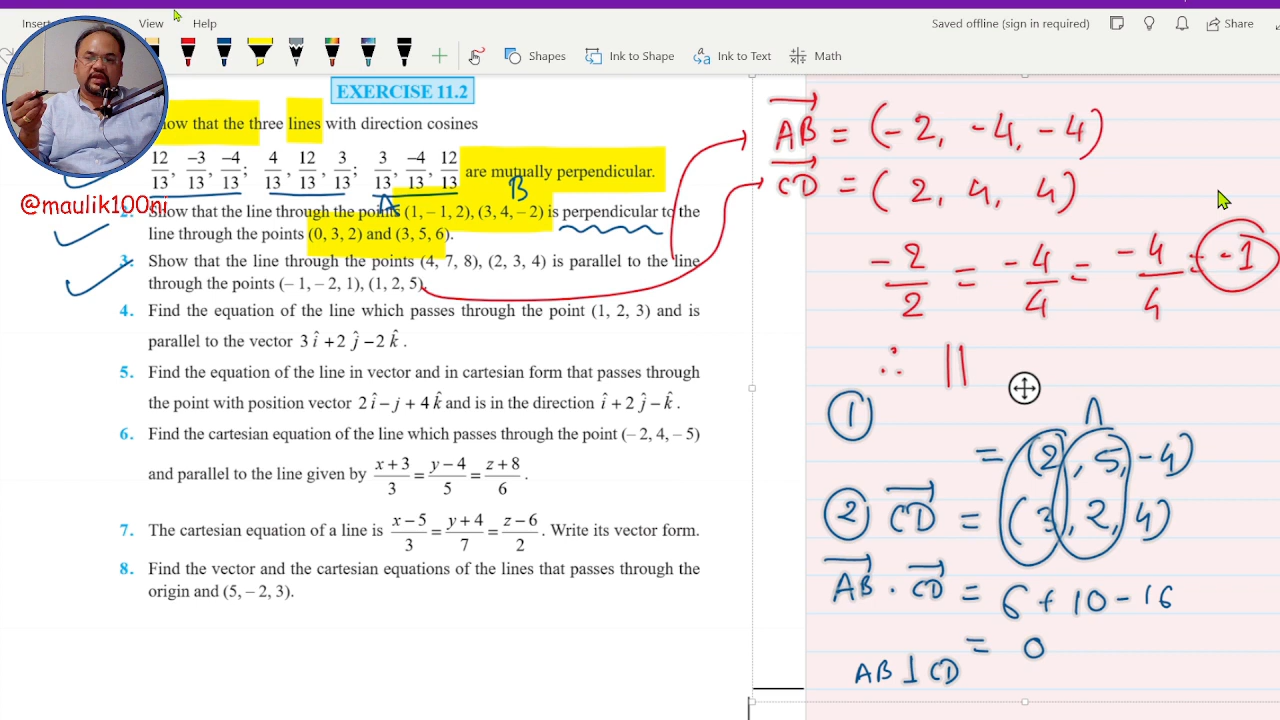 Insert View Help Saved offline (sign in required) Share
Shapes Ink to Shape Ink to Text Math
EXERCISE 11.2
how that the three lines with direction cosines
12/13, −3/13, −4/13; 4/13, 12/13, 3/13; 3/13, −4/13, 12/13 are mutually perpendicular.
@maulik100ni
A B
2. Show that the line through the points (1, – 1, 2), (3, 4, – 2) is perpendicular to the
line through the points (0, 3, 2) and (3, 5, 6).
3. Show that the line through the points (4, 7, 8), (2, 3, 4) is parallel to the line
through the points (– 1, – 2, 1), (1, 2, 5).
4. Find the equation of the line which passes through the point (1, 2, 3) and is
parallel to the vector 3 î + 2 ĵ – 2 k̂ .
5. Find the equation of the line in vector and in cartesian form that passes through
the point with position vector 2 î – j + 4 k̂ and is in the direction î + 2 ĵ – k̂ .
6. Find the cartesian equation of the line which passes through the point (– 2, 4, – 5)
and parallel to the line given by x + 3/3 = y – 4/5 = z + 8/6 .
7. The cartesian equation of a line is x – 5/3 = y + 4/7 = z – 6/2 . Write its vector form.
8. Find the vector and the cartesian equations of the lines that passes through the
origin and (5, – 2, 3).
AB = (-2, -4, -4)
CD = (2, 4, 4)
-2/2 = -4/4 = -4/4 = -1
∴ ||
1
= (2, 5, -4)
2 CD = (3, 2, 4)
AB · CD = 6 + 10 - 16
= 0
AB ⊥ CD